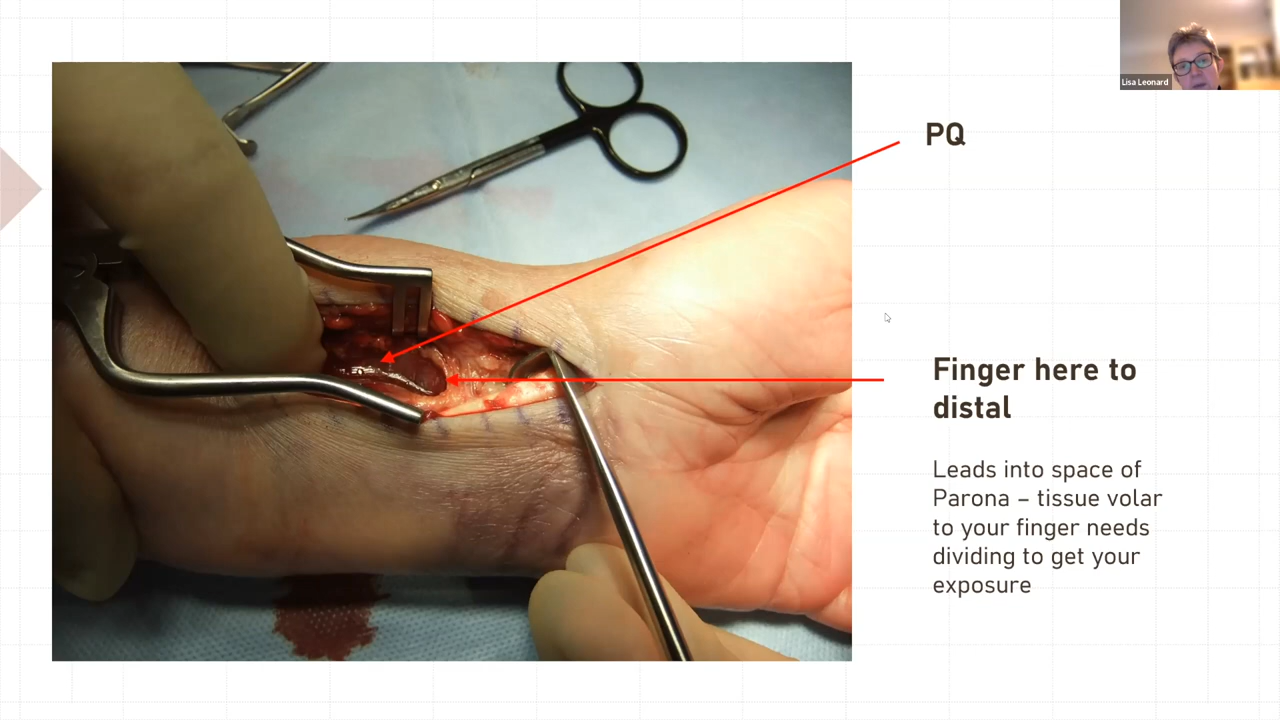 Lisa Leonard
PQ
Finger here to
distal
Leads into space of
Parona – tissue volar
to your finger needs
dividing to get your
exposure